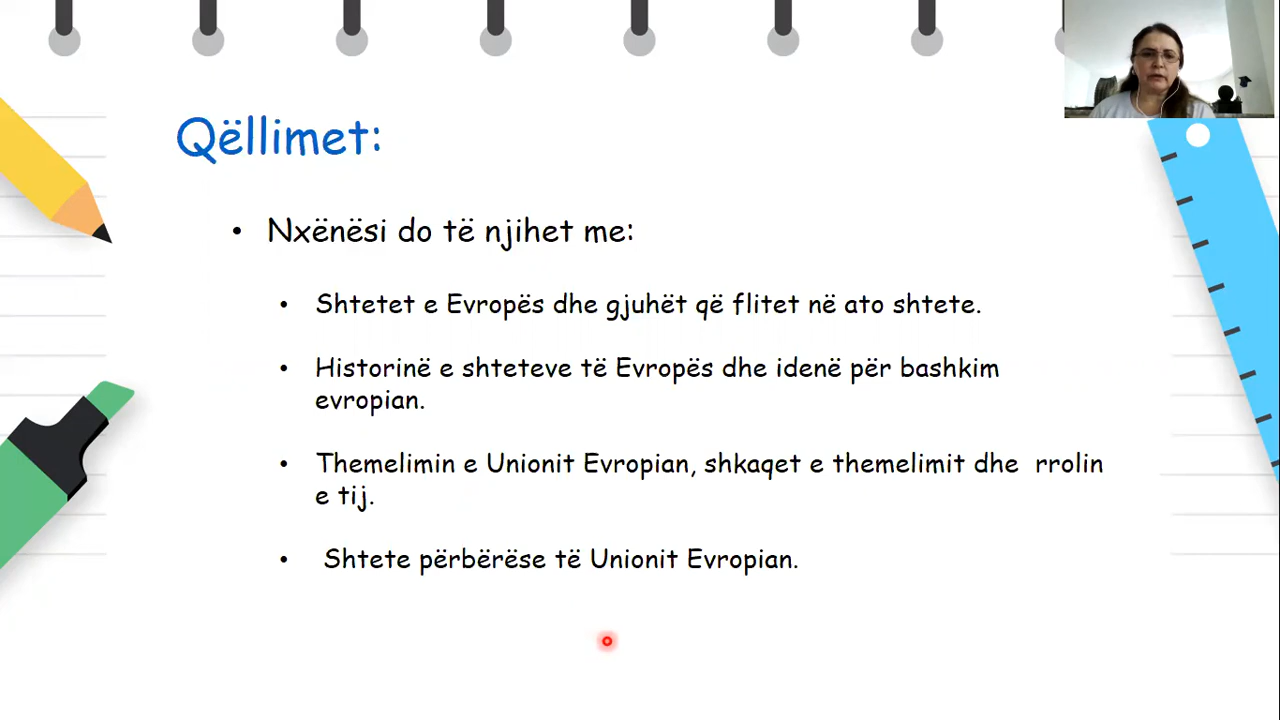 Qëllimet:
• Nxënësi do të njihet me:
• Shtetet e Evropës dhe gjuhët që flitet në ato shtete.
• Historinë e shteteve të Evropës dhe idenë për bashkim
evropian.
• Themelimin e Unionit Evropian, shkaqet e themelimit dhe  rrolin
e tij.
• Shtete përbërëse të Unionit Evropian.